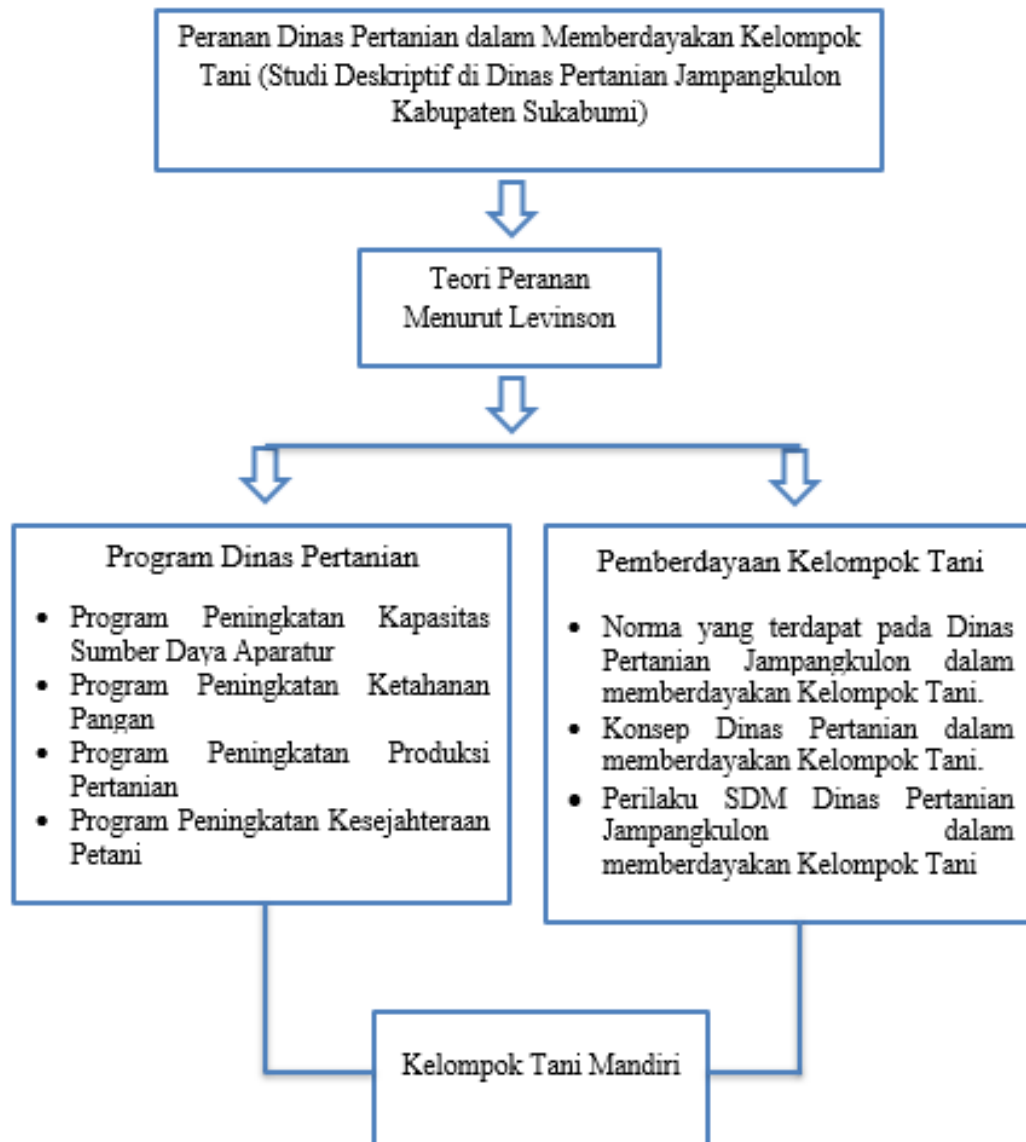 Peranan Dinas Pertanian dalam Memberdayakan Kelompok
Tani (Studi Deskriptif di Dinas Pertanian Jampangkulon
Kabupaten Sukabumi)
Teori Peranan
Menurut Levinson
Program Dinas Pertanian
• Program Peningkatan Kapasitas
Sumber Daya Aparatur
• Program Peningkatan Ketahanan
Pangan
• Program Peningkatan Produksi
Pertanian
• Program Peningkatan Kesejahteraan
Petani
Pemberdayaan Kelompok Tani
• Norma yang terdapat pada Dinas
Pertanian Jampangkulon dalam
memberdayakan Kelompok Tani.
• Konsep Dinas Pertanian dalam
memberdayakan Kelompok Tani.
• Perilaku SDM Dinas Pertanian
Jampangkulon dalam
memberdayakan Kelompok Tani
Kelompok Tani Mandiri